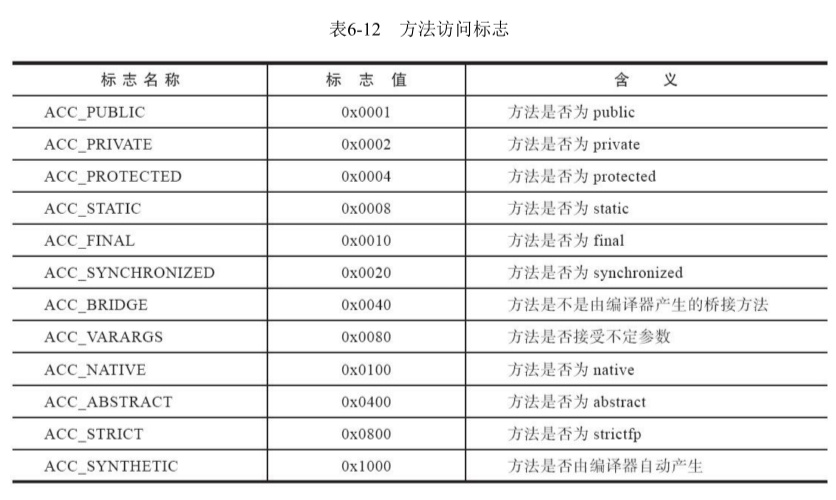 表6-12 方法访问标志
标志名称 标志值 含义
ACC_PUBLIC 0x0001 方法是否为 public
ACC_PRIVATE 0x0002 方法是否为 private
ACC_PROTECTED 0x0004 方法是否为 protected
ACC_STATIC 0x0008 方法是否为 static
ACC_FINAL 0x0010 方法是否为 final
ACC_SYNCHRONIZED 0x0020 方法是否为 synchronized
ACC_BRIDGE 0x0040 方法是不是由编译器产生的桥接方法
ACC_VARARGS 0x0080 方法是否接受不定参数
ACC_NATIVE 0x0100 方法是否为 native
ACC_ABSTRACT 0x0400 方法是否为 abstract
ACC_STRICT 0x0800 方法是否为 strictfp
ACC_SYNTHETIC 0x1000 方法是否由编译器自动产生